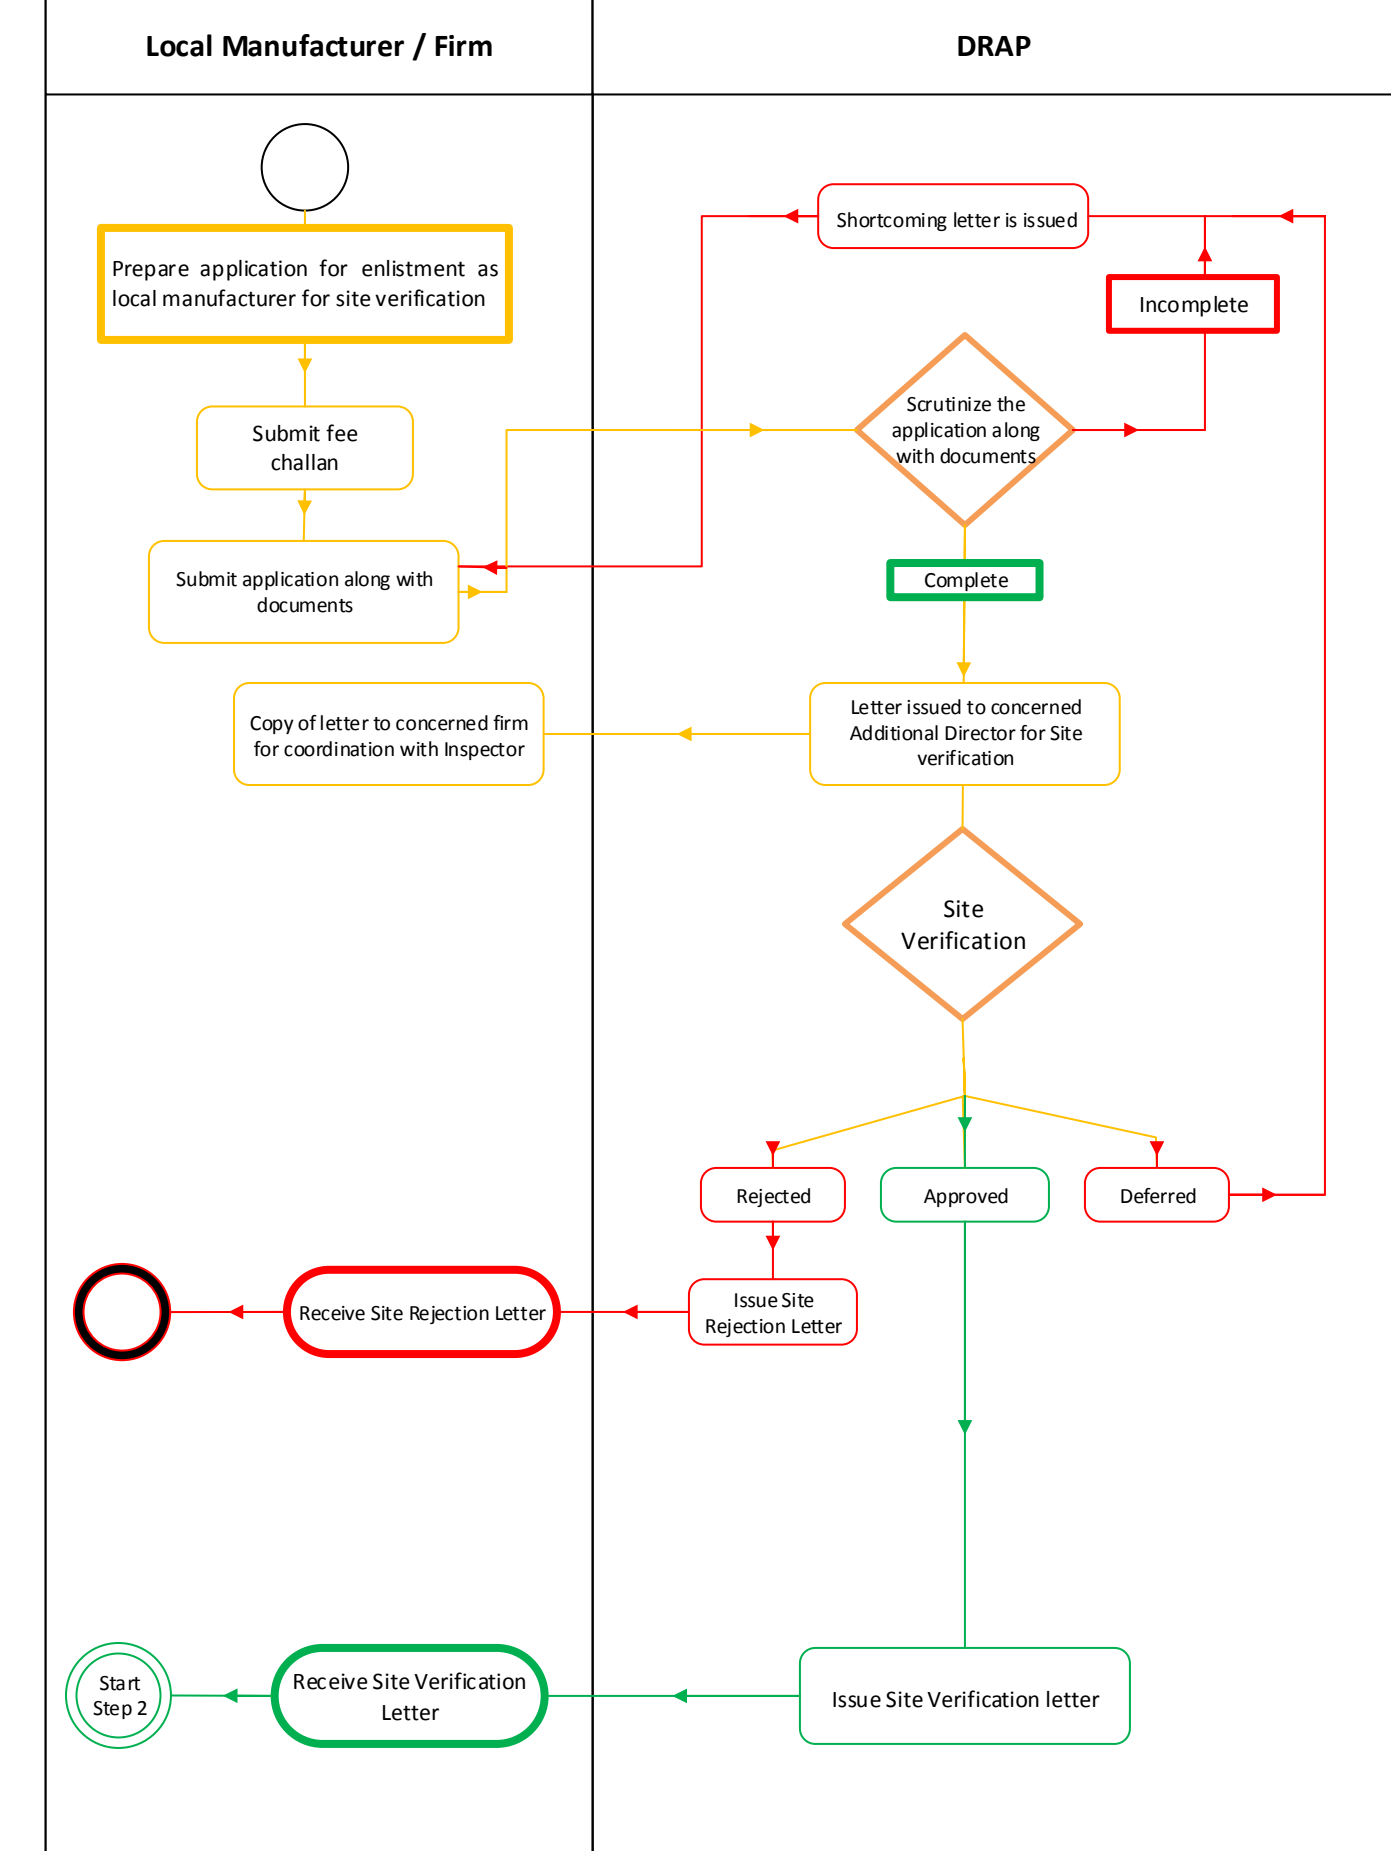 Local Manufacturer / Firm
DRAP
Shortcoming letter is issued
Prepare application for enlistment as
local manufacturer for site verification
Incomplete
Scrutinize the
application along
with documents
Submit fee
challan
Submit application along with
documents
Complete
Copy of letter to concerned firm
for coordination with Inspector
Letter issued to concerned
Additional Director for Site
verification
Site
Verification
Rejected
Approved
Deferred
Receive Site Rejection Letter
Issue Site
Rejection Letter
Start
Step 2
Receive Site Verification
Letter
Issue Site Verification letter